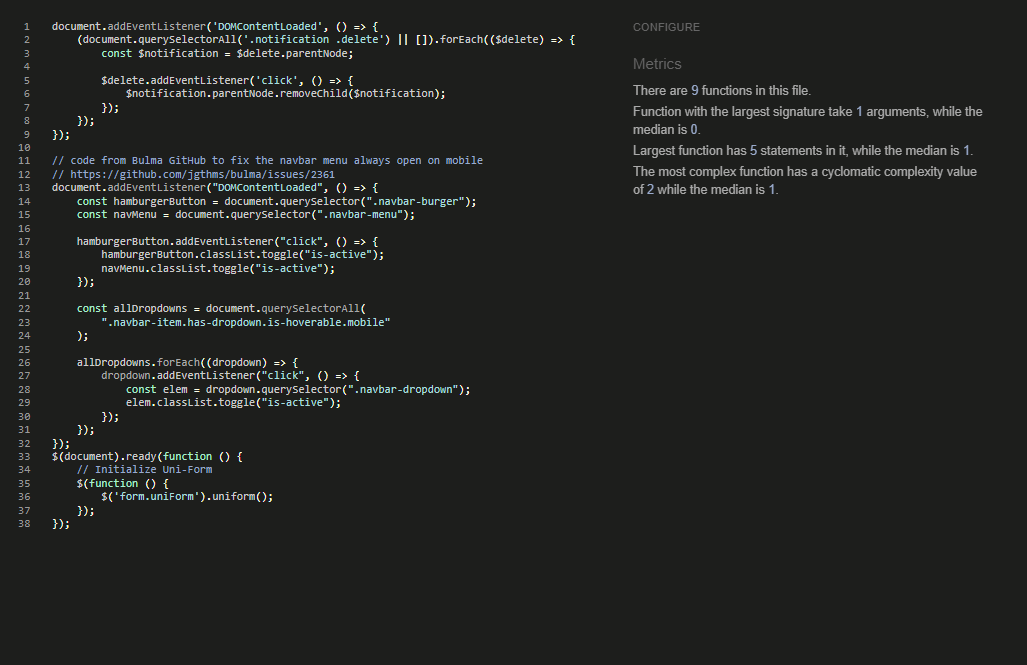 1 document.addEventListener('DOMContentLoaded', () => {
2     (document.querySelectorAll('.notification .delete') || []).forEach(($delete) => {
3         const $notification = $delete.parentNode;
4
5         $delete.addEventListener('click', () => {
6             $notification.parentNode.removeChild($notification);
7         });
8     });
9 });
10
11 // code from Bulma GitHub to fix the navbar menu always open on mobile
12 // https://github.com/jgthms/bulma/issues/2361
13 document.addEventListener("DOMContentLoaded", () => {
14     const hamburgerButton = document.querySelector(".navbar-burger");
15     const navMenu = document.querySelector(".navbar-menu");
16
17     hamburgerButton.addEventListener("click", () => {
18         hamburgerButton.classList.toggle("is-active");
19         navMenu.classList.toggle("is-active");
20     });
21
22     const allDropdowns = document.querySelectorAll(
23         ".navbar-item.has-dropdown.is-hoverable.mobile"
24     );
25
26     allDropdowns.forEach((dropdown) => {
27         dropdown.addEventListener("click", () => {
28             const elem = dropdown.querySelector(".navbar-dropdown");
29             elem.classList.toggle("is-active");
30         });
31     });
32 });
33 $(document).ready(function () {
34     // Initialize Uni-Form
35     $(function () {
36         $('form.uniForm').uniform();
37     });
38 });
CONFIGURE
Metrics
There are 9 functions in this file.
Function with the largest signature take 1 arguments, while the
median is 0.
Largest function has 5 statements in it, while the median is 1.
The most complex function has a cyclomatic complexity value
of 2 while the median is 1.